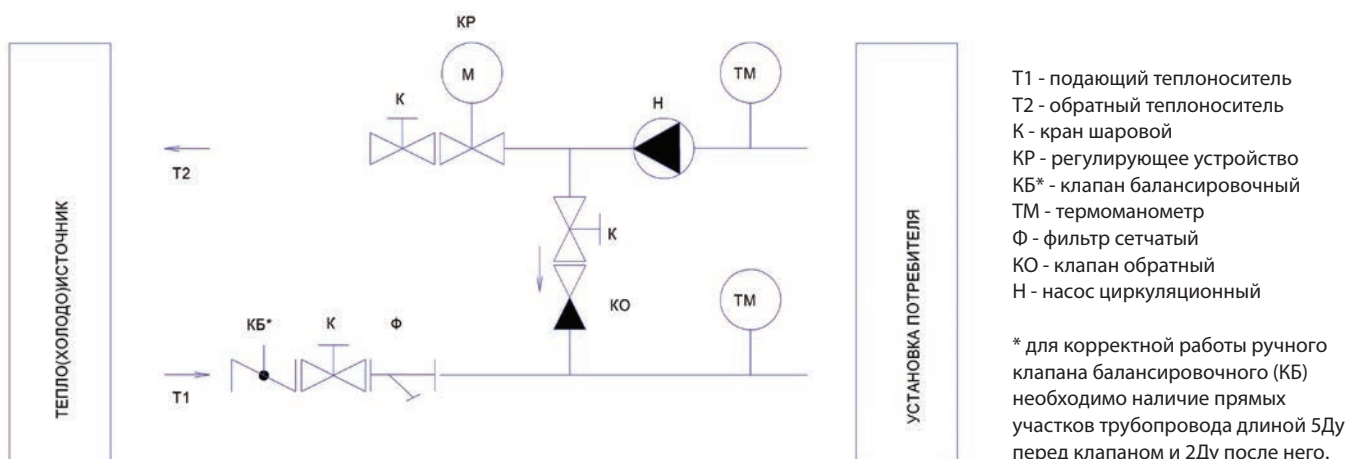 КР
М
ТМ
К
Н
Т2
К
КО
ТМ
КБ*
К
Ф
Т1
ТЕПЛО(ХОЛОДО)ИСТОЧНИК
УСТАНОВКА ПОТРЕБИТЕЛЯ
Т1 - подающий теплоноситель
Т2 - обратный теплоноситель
К - кран шаровой
КР - регулирующее устройство
КБ* - клапан балансировочный
ТМ - термоманометр
Ф - фильтр сетчатый
КО - клапан обратный
Н - насос циркуляционный
* для корректной работы ручного
клапана балансировочного (КБ)
необходимо наличие прямых
участков трубопровода длиной 5Ду
перед клапаном и 2Ду после него.